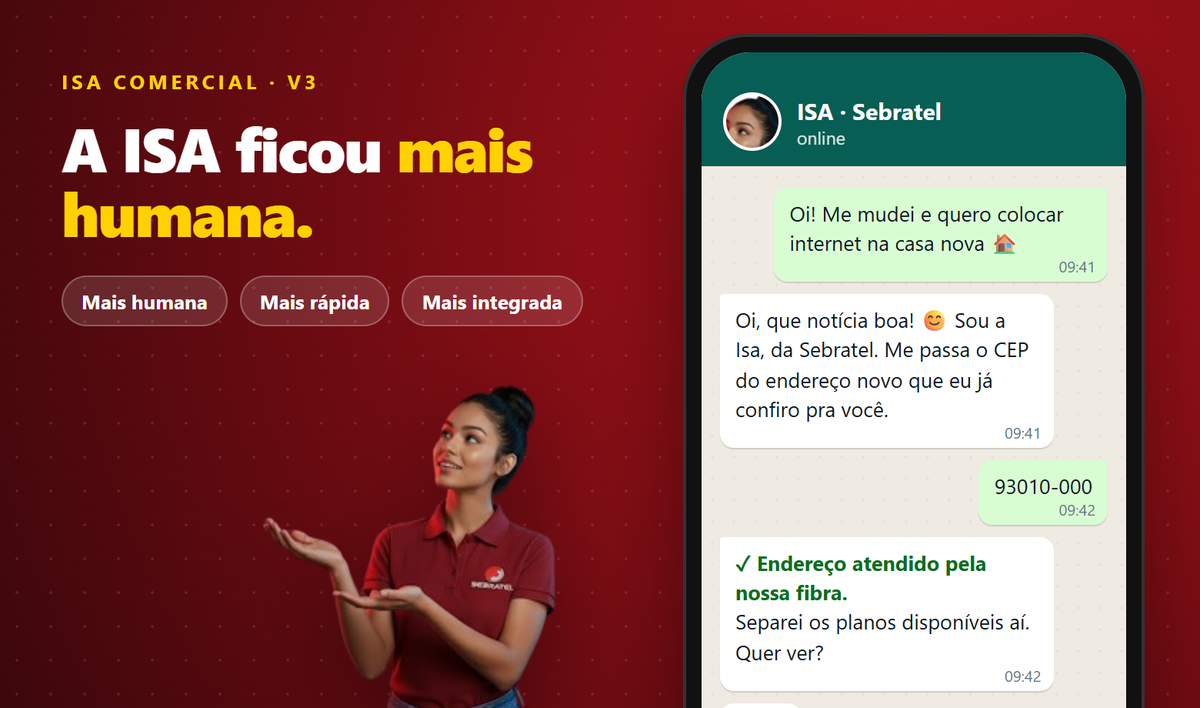 ISA COMERCIAL · V3
A ISA ficou mais
humana.
Mais humana
Mais rápida
Mais integrada
SEBRATEL
ISA · Sebratel
online
Oi! Me mudei e quero colocar
internet na casa nova 🏠
09:41
Oi, que notícia boa! 😊 Sou a
Isa, da Sebratel. Me passa o CEP
do endereço novo que eu já
confiro pra você.
09:41
93010-000
09:42
✓ Endereço atendido pela
nossa fibra.
Separei os planos disponíveis aí.
Quer ver?
09:42